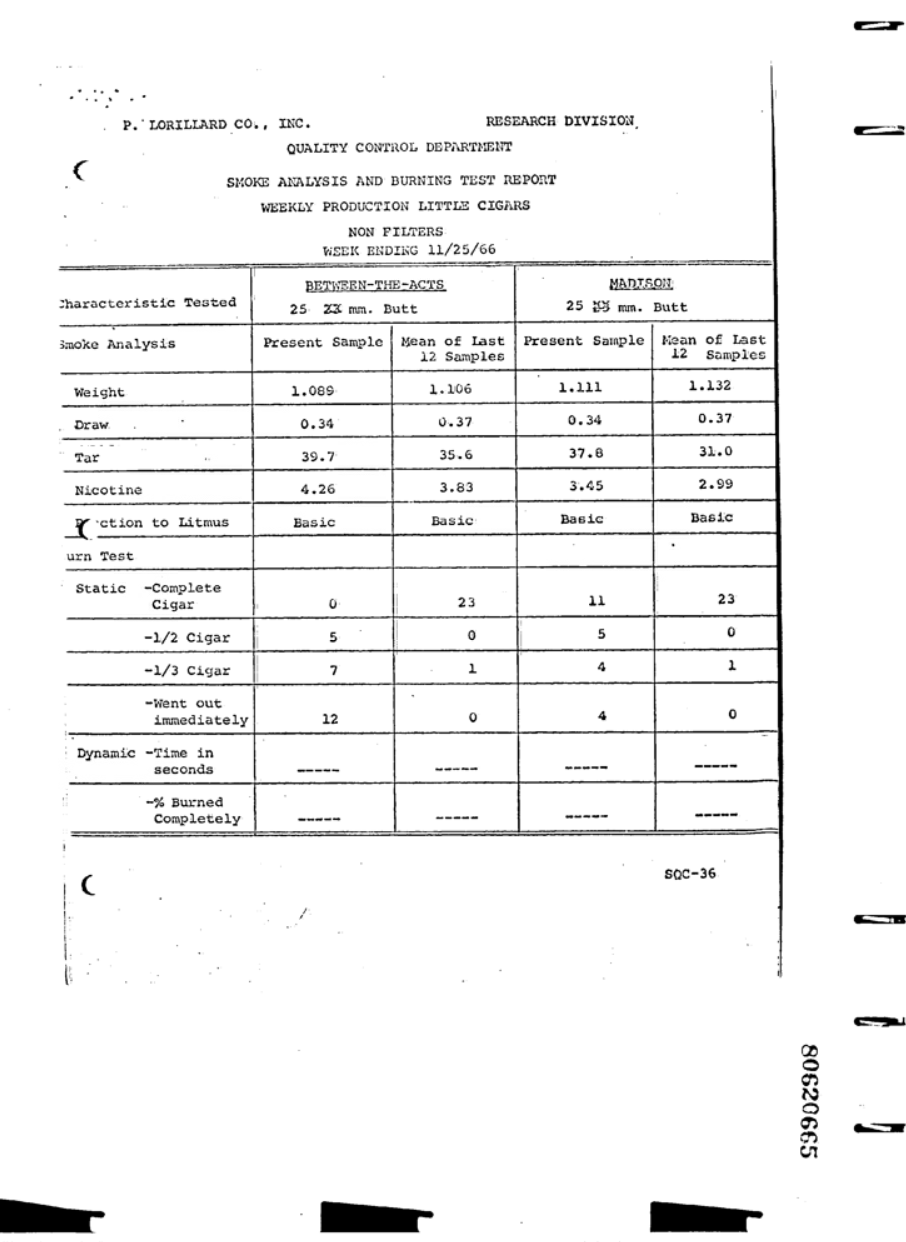 P. LORILLARD CO., INC. RESEARCH DIVISION
QUALITY CONTROL DEPARTMENT
SMOKE ANALYSIS AND BURNING TEST REPORT
WEEKLY PRODUCTION LITTLE CIGARS
NON FILTERS
WEEK ENDING 11/25/66
Characteristic Tested BETWEEN-THE-ACTS MADISON
25 mm. Butt 25 mm. Butt
Smoke Analysis Present Sample Mean of Last Present Sample Mean of Last
12 Samples 12 Samples
Weight 1.089 1.106 1.111 1.132
Draw 0.34 0.37 0.34 0.37
Tar 39.7 35.6 37.8 31.0
Nicotine 4.26 3.83 3.45 2.99
ction to Litmus Basic Basic Basic Basic
urn Test
Static -Complete
Cigar 0 23 11 23
-1/2 Cigar 5 0 5 0
-1/3 Cigar 7 1 4 1
-Went out
immediately 12 0 4 0
Dynamic -Time in
seconds ----- ----- ----- -----
-% Burned
Completely ----- ----- ----- -----
SQC-36
80620665